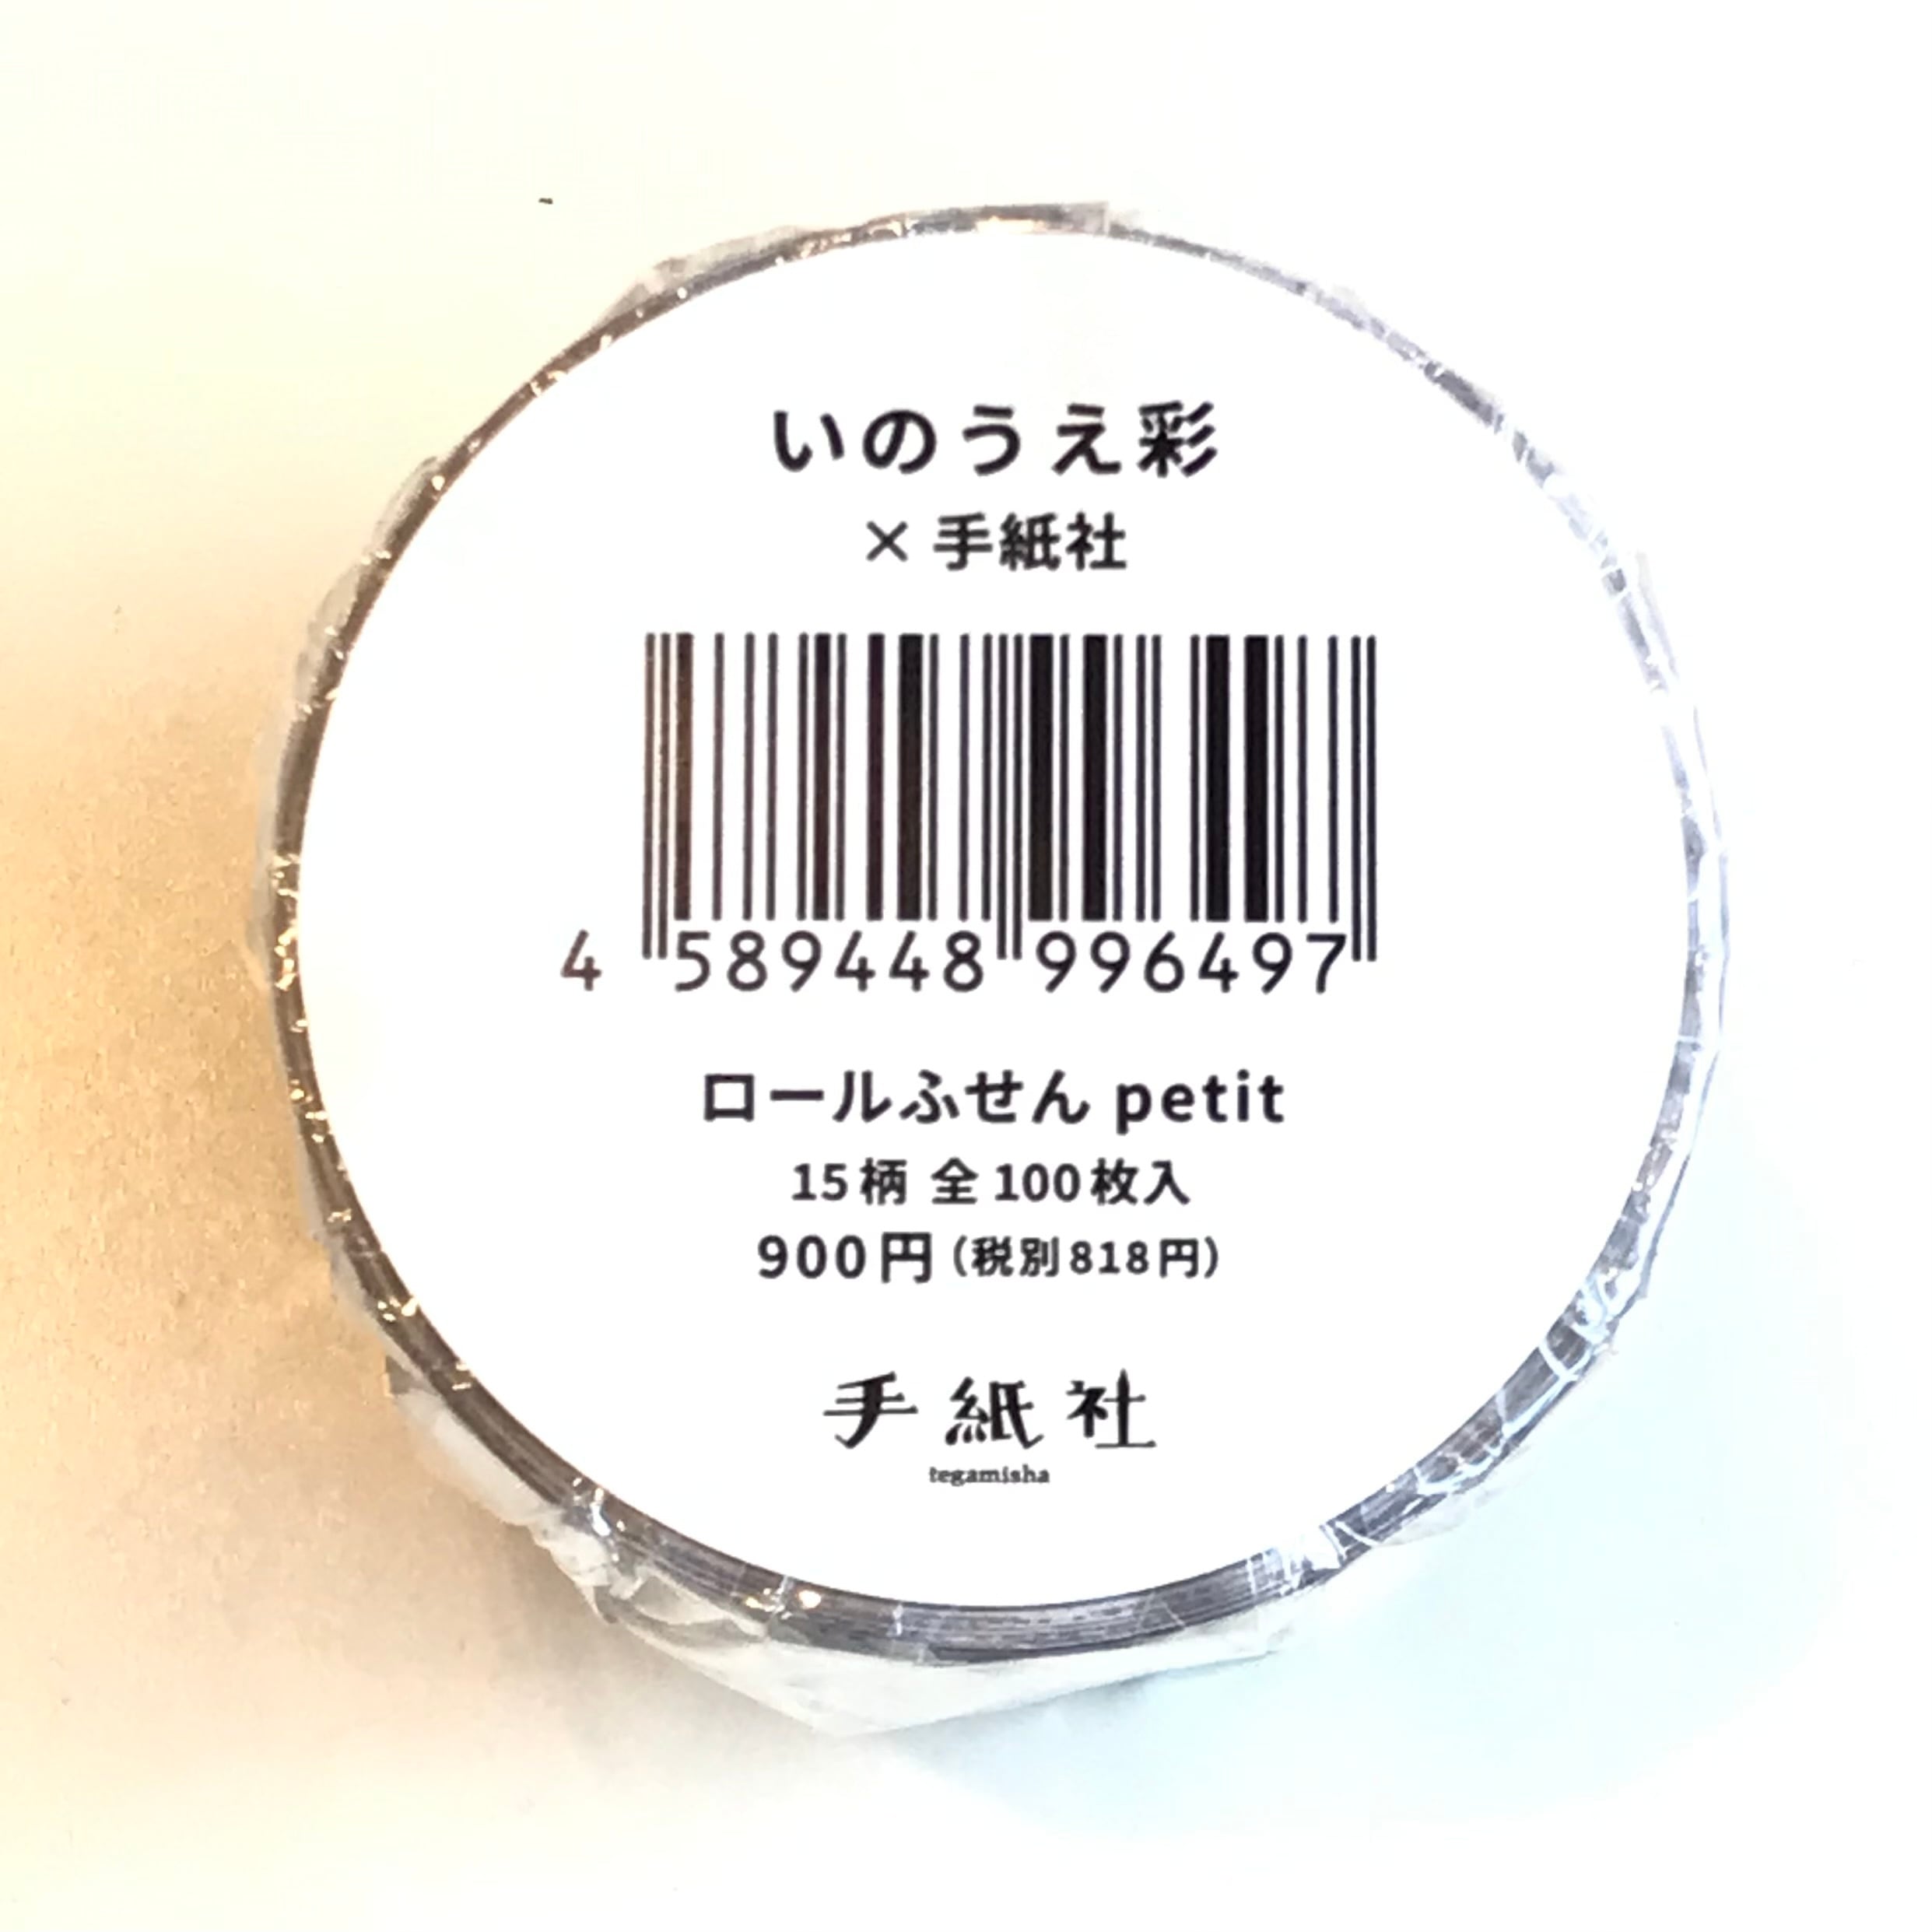 いのうえ彩
× 手紙社
4 589448 996497
ロールふせん petit
15柄 全100枚入
900円（税別818円）
手紙社
tegamisha